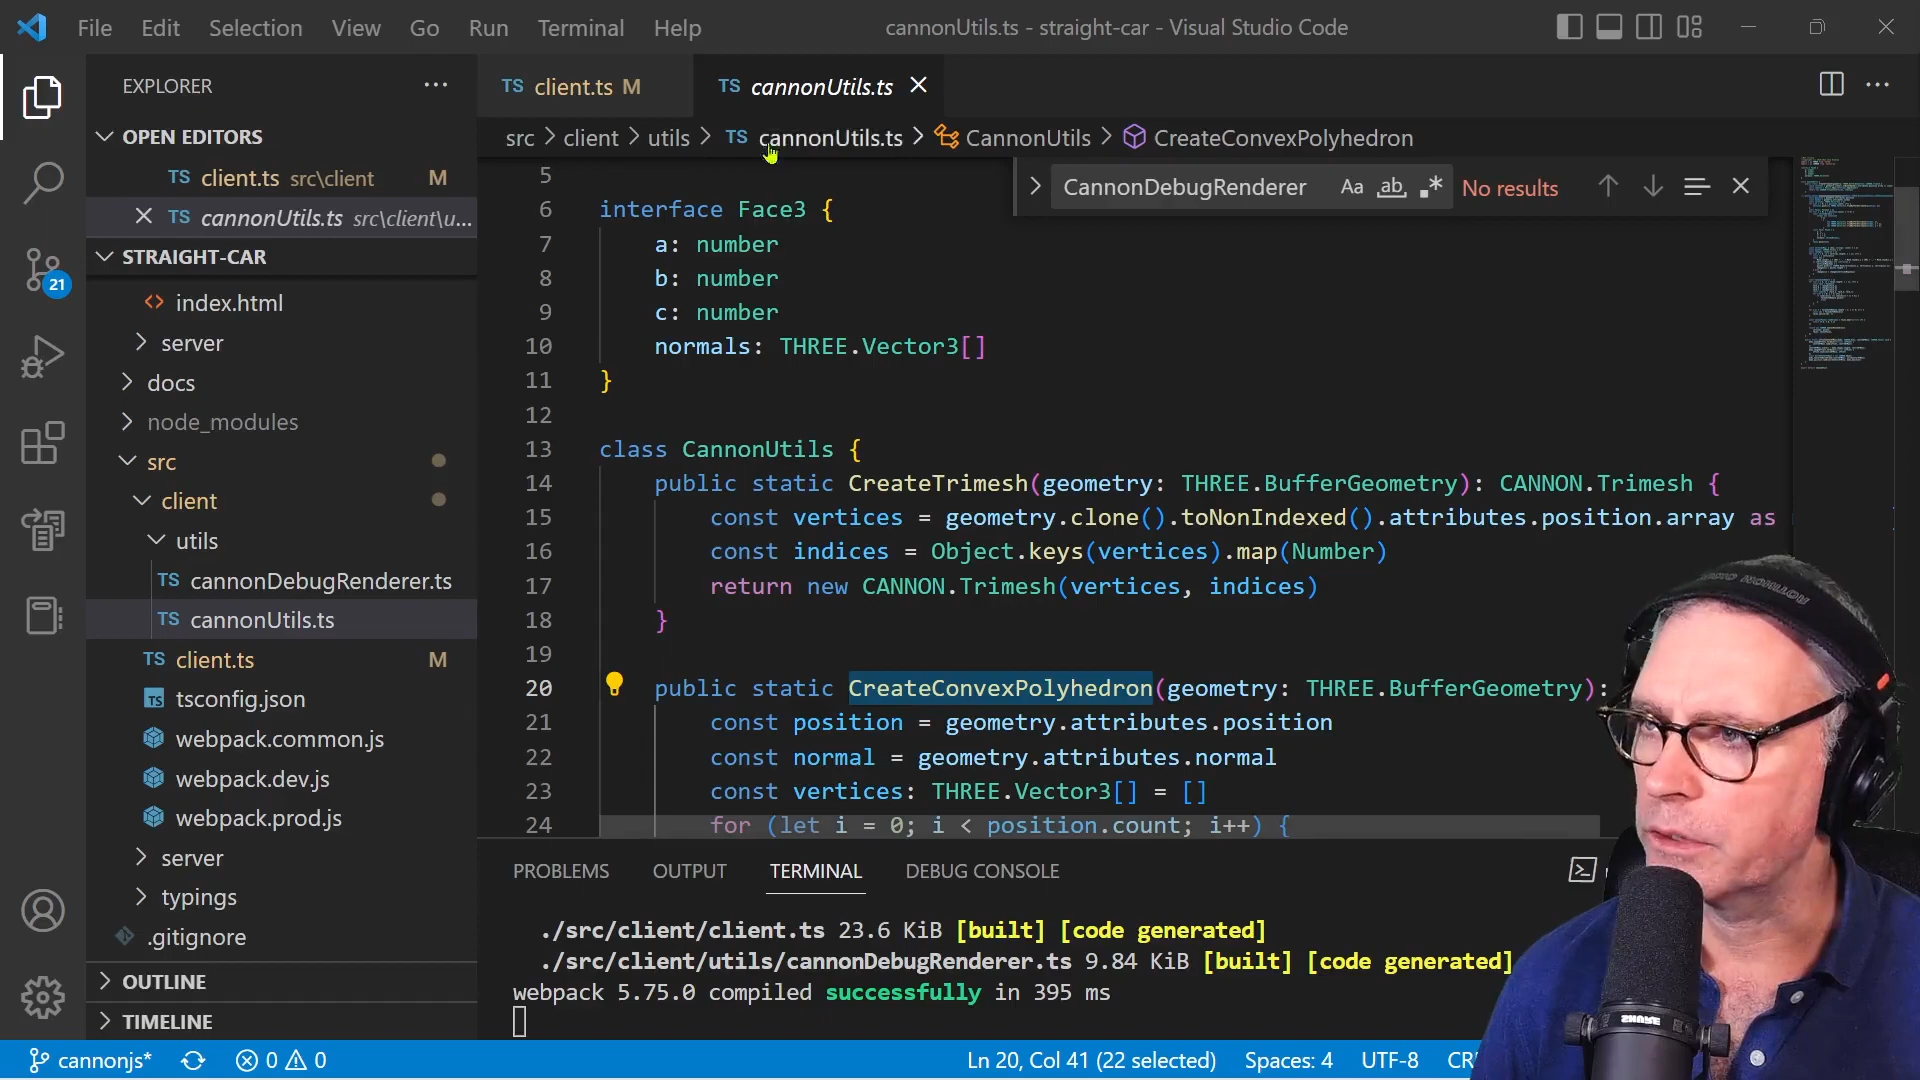 File Edit Selection View Go Run Terminal Help
cannonUtils.ts - straight-car - Visual Studio Code
EXPLORER
OPEN EDITORS
TS client.ts src\client M
TS cannonUtils.ts src\client\u...
STRAIGHT-CAR
index.html
server
docs
node_modules
src
client
utils
TS cannonDebugRenderer.ts
TS cannonUtils.ts
TS client.ts M
TS tsconfig.json
webpack.common.js
webpack.dev.js
webpack.prod.js
server
typings
.gitignore
OUTLINE
TIMELINE
21
TS client.ts M
TS cannonUtils.ts
src > client > utils > TS cannonUtils.ts > CannonUtils > CreateConvexPolyhedron
CannonDebugRenderer Aa ab .* No results
5
6 interface Face3 {
7 a: number
8 b: number
9 c: number
10 normals: THREE.Vector3[]
11 }
12
13 class CannonUtils {
14 public static CreateTrimesh(geometry: THREE.BufferGeometry): CANNON.Trimesh {
15 const vertices = geometry.clone().toNonIndexed().attributes.position.array as
16 const indices = Object.keys(vertices).map(Number)
17 return new CANNON.Trimesh(vertices, indices)
18 }
19
20 public static CreateConvexPolyhedron(geometry: THREE.BufferGeometry):
21 const position = geometry.attributes.position
22 const normal = geometry.attributes.normal
23 const vertices: THREE.Vector3[] = []
24 for (let i = 0; i < position.count; i++) {
PROBLEMS OUTPUT TERMINAL DEBUG CONSOLE
./src/client/client.ts 23.6 KiB [built] [code generated]
./src/client/utils/cannonDebugRenderer.ts 9.84 KiB [built] [code generated]
webpack 5.75.0 compiled successfully in 395 ms
cannonjs* 0 0
Ln 20, Col 41 (22 selected) Spaces: 4 UTF-8
SHURE